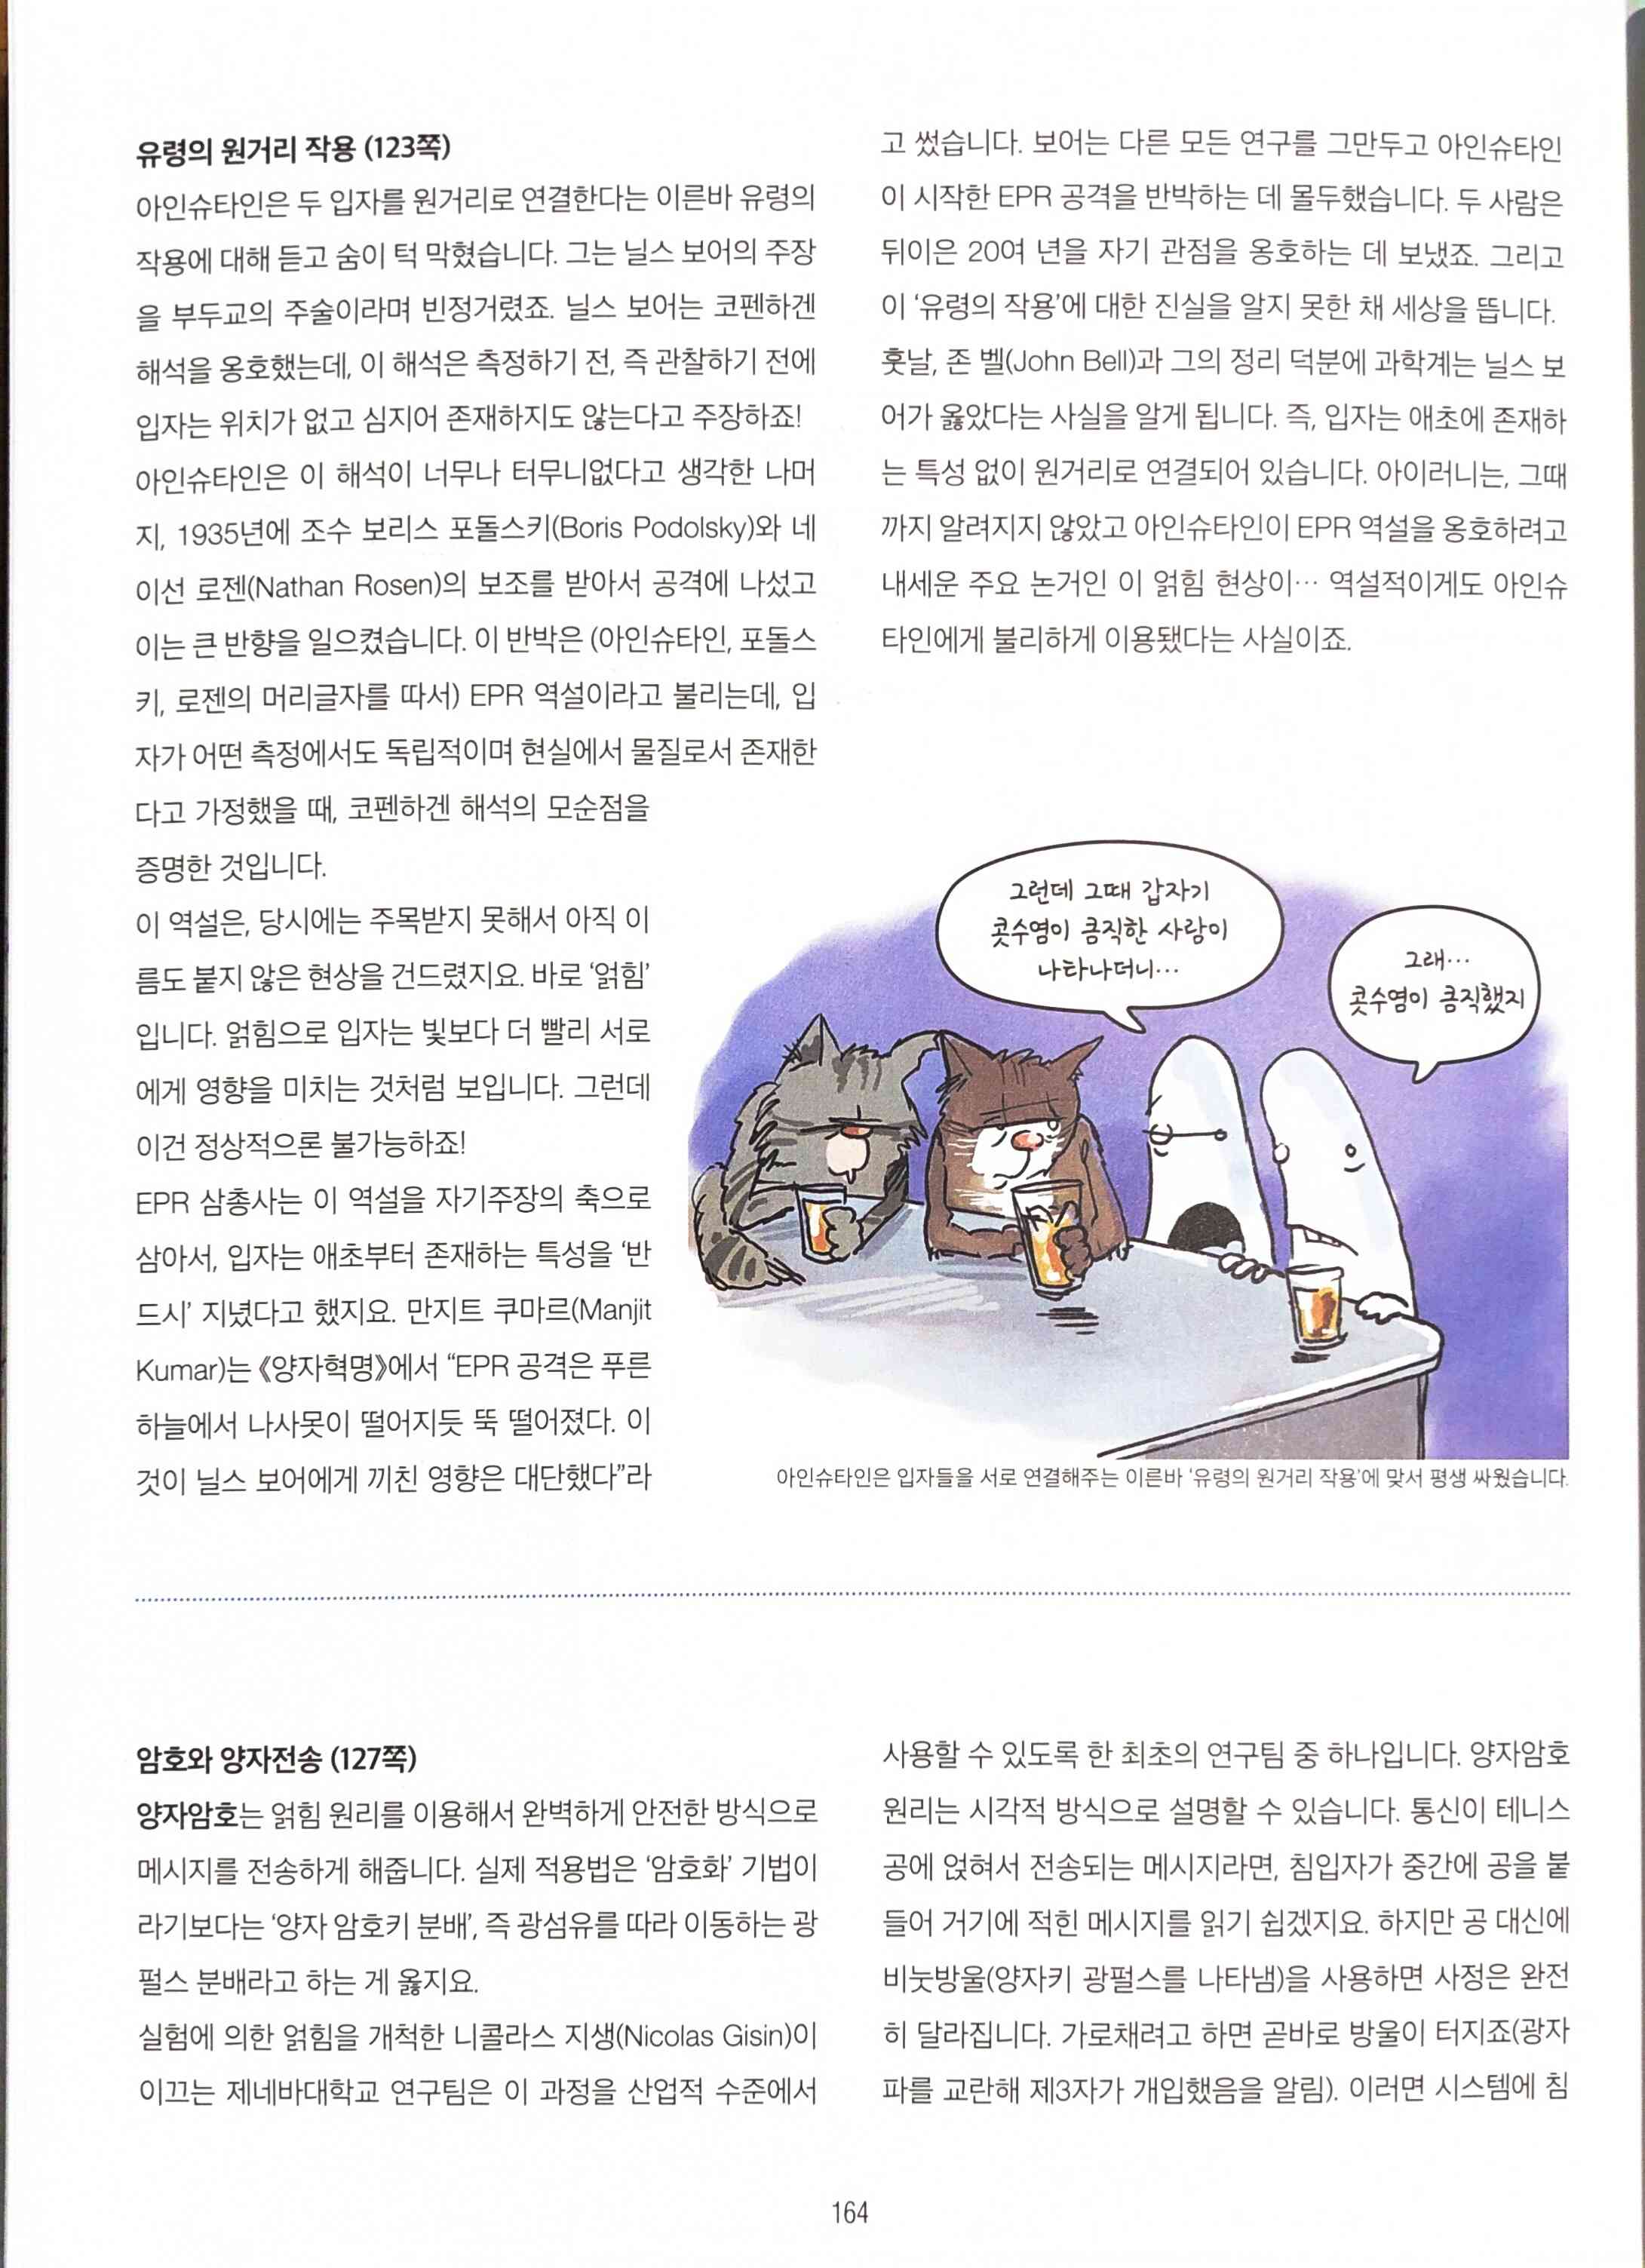 유령의 원거리 작용 (123쪽)
아인슈타인은 두 입자를 원거리로 연결한다는 이른바 유령의
작용에 대해 듣고 숨이 턱 막혔습니다. 그는 닐스 보어의 주장
을 부두교의 주술이라며 빈정거렸죠. 닐스 보어는 코펜하겐
해석을 옹호했는데, 이 해석은 측정하기 전, 즉 관찰하기 전에
입자는 위치가 없고 심지어 존재하지도 않는다고 주장하죠!
아인슈타인은 이 해석이 너무나 터무니없다고 생각한 나머
지, 1935년에 조수 보리스 포돌스키(Boris Podolsky)와 네
이선 로젠(Nathan Rosen)의 보조를 받아서 공격에 나섰고
이는 큰 반향을 일으켰습니다. 이 반박은 (아인슈타인, 포돌스
키, 로젠의 머리글자를 따서) EPR 역설이라고 불리는데, 입
자가 어떤 측정에서도 독립적이며 현실에서 물질로서 존재한
다고 가정했을 때, 코펜하겐 해석의 모순점을
증명한 것입니다.
이 역설은, 당시에는 주목받지 못해서 아직 이
름도 붙지 않은 현상을 건드렸지요. 바로 ‘얽힘’
입니다. 얽힘으로 입자는 빛보다 더 빨리 서로
에게 영향을 미치는 것처럼 보입니다. 그런데
이건 정상적으론 불가능하죠!
EPR 삼총사는 이 역설을 자기주장의 축으로
삼아서, 입자는 애초부터 존재하는 특성을 ‘반
드시’ 지녔다고 했지요. 만지트 쿠마르(Manjit
Kumar)는 《양자혁명》에서 “EPR 공격은 푸른
하늘에서 나사못이 떨어지듯 뚝 떨어졌다. 이
것이 닐스 보어에게 끼친 영향은 대단했다”라
고 썼습니다. 보어는 다른 모든 연구를 그만두고 아인슈타인
이 시작한 EPR 공격을 반박하는 데 몰두했습니다. 두 사람은
뒤이은 20여 년을 자기 관점을 옹호하는 데 보냈죠. 그리고
이 ‘유령의 작용’에 대한 진실을 알지 못한 채 세상을 뜹니다.
훗날, 존 벨(John Bell)과 그의 정리 덕분에 과학계는 닐스 보
어가 옳았다는 사실을 알게 됩니다. 즉, 입자는 애초에 존재하
는 특성 없이 원거리로 연결되어 있습니다. 아이러니는, 그때
까지 알려지지 않았고 아인슈타인이 EPR 역설을 옹호하려고
내세운 주요 논거인 이 얽힘 현상이… 역설적이게도 아인슈
타인에게 불리하게 이용됐다는 사실이죠.
그런데 그때 갑자기
콧수염이 큼직한 사람이
나타나더니…
그래…
콧수염이 큼직했지
아인슈타인은 입자들을 서로 연결해주는 이른바 ‘유령의 원거리 작용’에 맞서 평생 싸웠습니다.
암호와 양자전송 (127쪽)
양자암호는 얽힘 원리를 이용해서 완벽하게 안전한 방식으로
메시지를 전송하게 해줍니다. 실제 적용법은 ‘암호화’ 기법이
라기보다는 ‘양자 암호키 분배’, 즉 광섬유를 따라 이동하는 광
펄스 분배라고 하는 게 옳지요.
실험에 의한 얽힘을 개척한 니콜라스 지생(Nicolas Gisin)이
이끄는 제네바대학교 연구팀은 이 과정을 산업적 수준에서
사용할 수 있도록 한 최초의 연구팀 중 하나입니다. 양자암호
원리는 시각적 방식으로 설명할 수 있습니다. 통신이 테니스
공에 얹혀서 전송되는 메시지라면, 침입자가 중간에 공을 붙
들어 거기에 적힌 메시지를 읽기 쉽겠지요. 하지만 공 대신에
비눗방울(양자키 광펄스를 나타냄)을 사용하면 사정은 완전
히 달라집니다. 가로채려고 하면 곧바로 방울이 터지죠(광자
파를 교란해 제3자가 개입했음을 알림). 이러면 시스템에 침
164